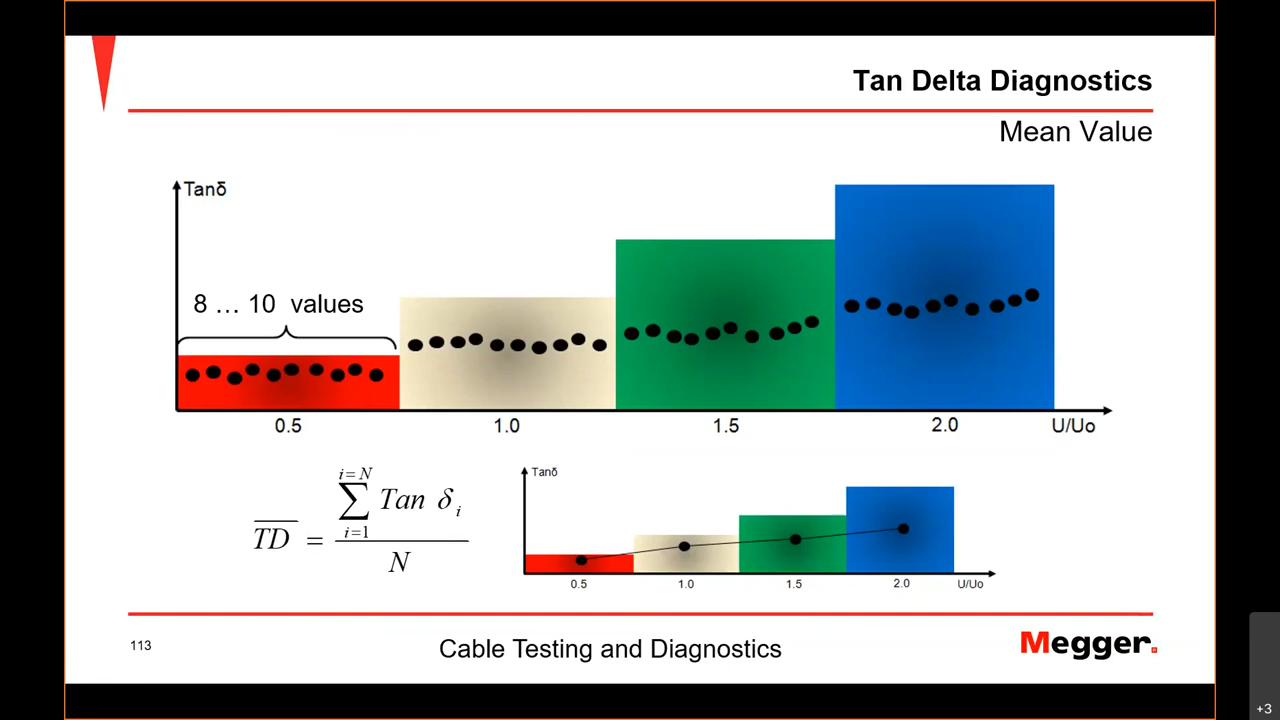 Tan Delta Diagnostics
Mean Value
Tanδ
8 … 10 values
0.5 1.0 1.5 2.0 U/Uo
i=N
∑ Tan δ i
i=1
TD =
N
Tanδ
0.5 1.0 1.5 2.0 U/Uo
113
Cable Testing and Diagnostics
Megger.
+3